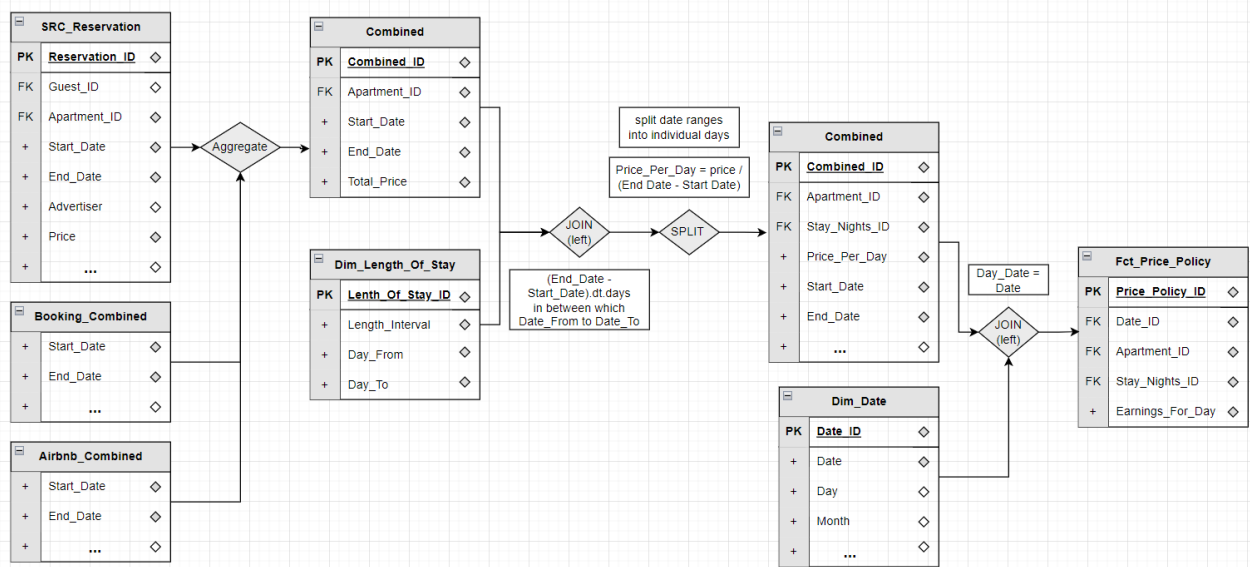 SRC_Reservation
PK Reservation_ID
FK Guest_ID
FK Apartment_ID
+ Start_Date
+ End_Date
+ Advertiser
+ Price
+ ...
Booking_Combined
+ Start_Date
+ End_Date
+ ...
Airbnb_Combined
+ Start_Date
+ End_Date
+ ...
Aggregate
Combined
PK Combined_ID
FK Apartment_ID
+ Start_Date
+ End_Date
+ Total_Price
Dim_Length_Of_Stay
PK Lenth_Of_Stay_ID
+ Length_Interval
+ Day_From
+ Day_To
JOIN
(left)
(End_Date -
Start_Date).dt.days
in between which
Date_From to Date_To
split date ranges
into individual days
Price_Per_Day = price /
(End Date - Start Date)
SPLIT
Combined
PK Combined_ID
FK Apartment_ID
FK Stay_Nights_ID
+ Price_Per_Day
+ Start_Date
+ End_Date
+ ...
Dim_Date
PK Date_ID
+ Date
+ Day
+ Month
+ ...
Day_Date =
Date
JOIN
(left)
Fct_Price_Policy
PK Price_Policy_ID
FK Date_ID
FK Apartment_ID
FK Stay_Nights_ID
+ Earnings_For_Day